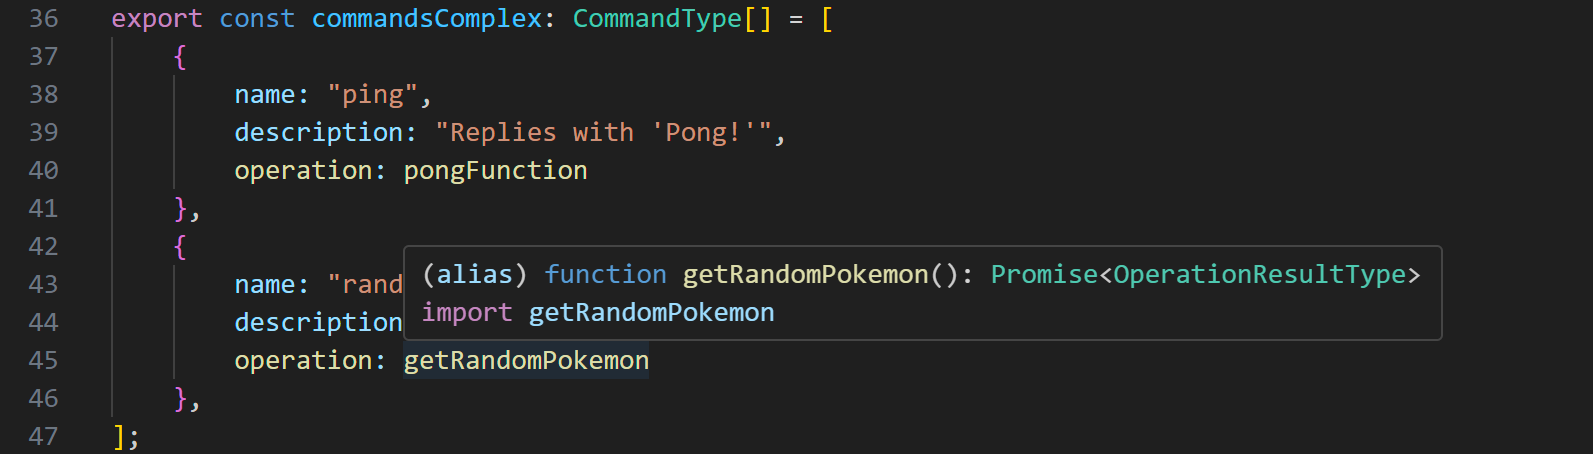 36 export const commandsComplex: CommandType[] = [
37 {
38 name: "ping",
39 description: "Replies with 'Pong!'",
40 operation: pongFunction
41 },
42 {
(alias) function getRandomPokemon(): Promise<OperationResultType>
import getRandomPokemon
43 name: "rand
44 description
45 operation: getRandomPokemon
46 },
47 ];